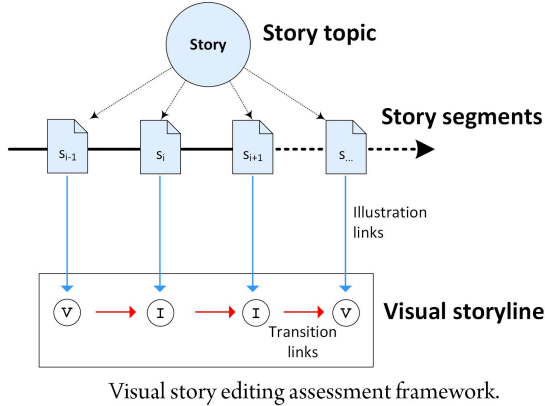 Story
Story topic
Story segments
Si-1
Si
Si+1
S...
Illustration
links
V
I
I
V
Visual storyline
Transition
links
Visual story editing assessment framework.